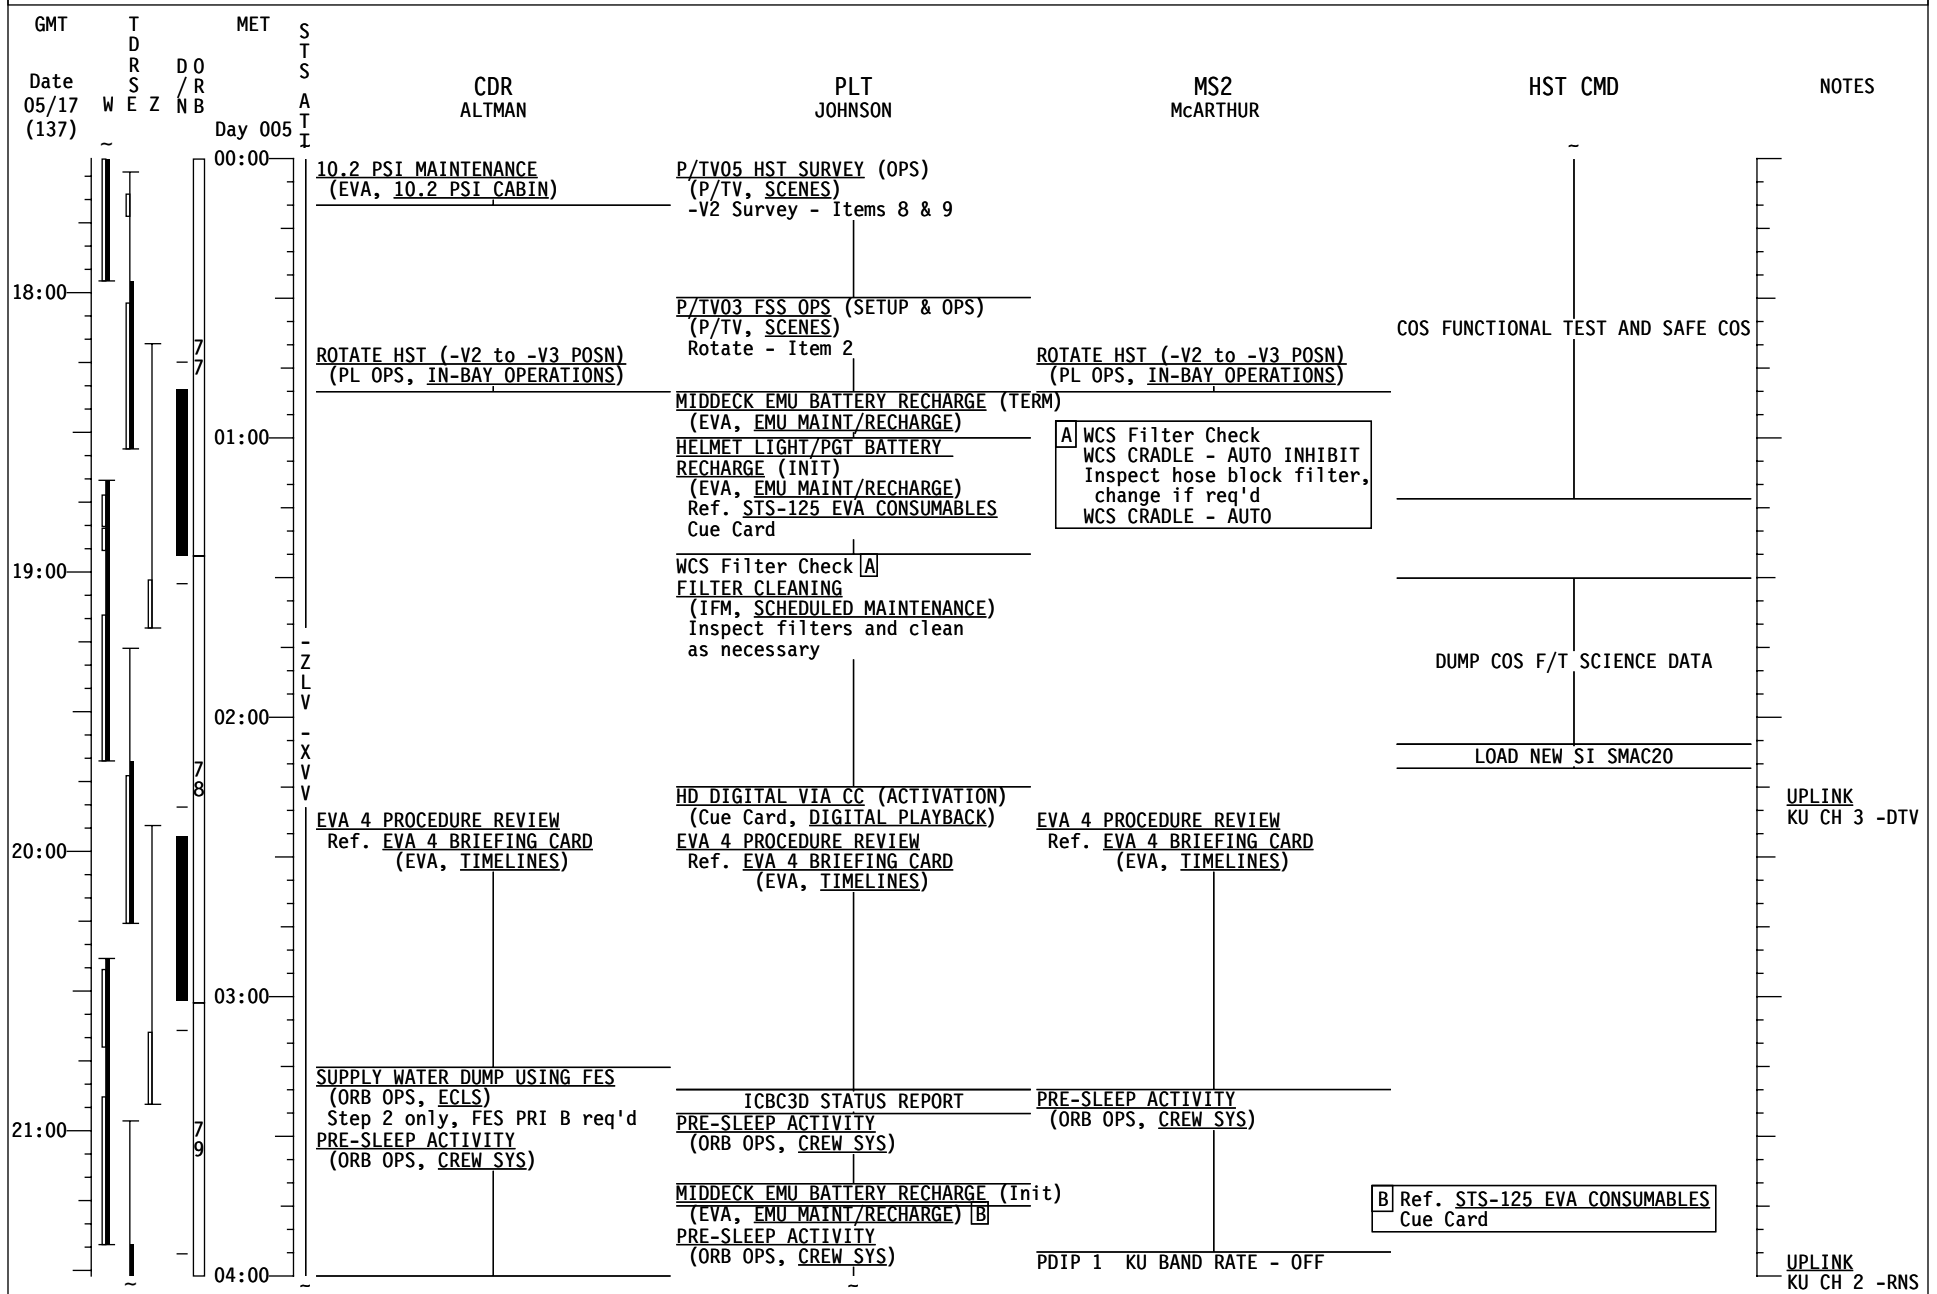 GMT
Date
05/17
(137)
TDRS
W E Z
D/N
ORB
MET
Day 005
STS ATT
CDR
ALTMAN
PLT
JOHNSON
MS2
McARTHUR
HST CMD
NOTES
~
~
18:00
19:00
20:00
21:00
~
77
78
79
00:00
01:00
02:00
03:00
04:00
-ZLV -XVV
~
10.2 PSI MAINTENANCE
(EVA, 10.2 PSI CABIN)
ROTATE HST (-V2 to -V3 POSN)
(PL OPS, IN-BAY OPERATIONS)
EVA 4 PROCEDURE REVIEW
Ref. EVA 4 BRIEFING CARD
(EVA, TIMELINES)
SUPPLY WATER DUMP USING FES
(ORB OPS, ECLS)
Step 2 only, FES PRI B req'd
PRE-SLEEP ACTIVITY
(ORB OPS, CREW SYS)
P/TV05 HST SURVEY (OPS)
(P/TV, SCENES)
-V2 Survey - Items 8 & 9
P/TV03 FSS OPS (SETUP & OPS)
(P/TV, SCENES)
Rotate - Item 2
MIDDECK EMU BATTERY RECHARGE (TERM)
(EVA, EMU MAINT/RECHARGE)
HELMET LIGHT/PGT BATTERY
RECHARGE (INIT)
(EVA, EMU MAINT/RECHARGE)
Ref. STS-125 EVA CONSUMABLES
Cue Card
WCS Filter Check A
FILTER CLEANING
(IFM, SCHEDULED MAINTENANCE)
Inspect filters and clean
as necessary
HD DIGITAL VIA CC (ACTIVATION)
(Cue Card, DIGITAL PLAYBACK)
EVA 4 PROCEDURE REVIEW
Ref. EVA 4 BRIEFING CARD
(EVA, TIMELINES)
ICBC3D STATUS REPORT
PRE-SLEEP ACTIVITY
(ORB OPS, CREW SYS)
MIDDECK EMU BATTERY RECHARGE (Init)
(EVA, EMU MAINT/RECHARGE) B
PRE-SLEEP ACTIVITY
(ORB OPS, CREW SYS)
~
ROTATE HST (-V2 to -V3 POSN)
(PL OPS, IN-BAY OPERATIONS)
A WCS Filter Check
WCS CRADLE - AUTO INHIBIT
Inspect hose block filter,
change if req'd
WCS CRADLE - AUTO
EVA 4 PROCEDURE REVIEW
Ref. EVA 4 BRIEFING CARD
(EVA, TIMELINES)
PRE-SLEEP ACTIVITY
(ORB OPS, CREW SYS)
PDIP 1 KU BAND RATE - OFF
COS FUNCTIONAL TEST AND SAFE COS
DUMP COS F/T SCIENCE DATA
LOAD NEW SI SMAC20
B Ref. STS-125 EVA CONSUMABLES
Cue Card
UPLINK
KU CH 3 -DTV
UPLINK
KU CH 2 -RNS